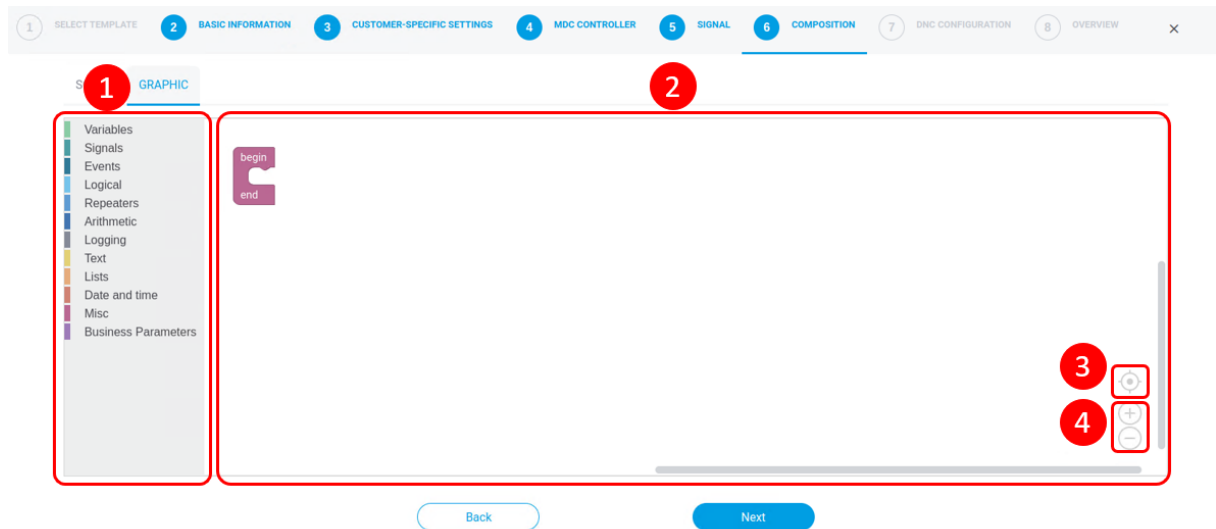 1 SELECT TEMPLATE 2 BASIC INFORMATION 3 CUSTOMER-SPECIFIC SETTINGS 4 MDC CONTROLLER 5 SIGNAL 6 COMPOSITION 7 DNC CONFIGURATION 8 OVERVIEW
1 GRAPHIC 2
Variables
Signals
Events
Logical
Repeaters
Arithmetic
Logging
Text
Lists
Date and time
Misc
Business Parameters
begin
end
3
4
Back Next